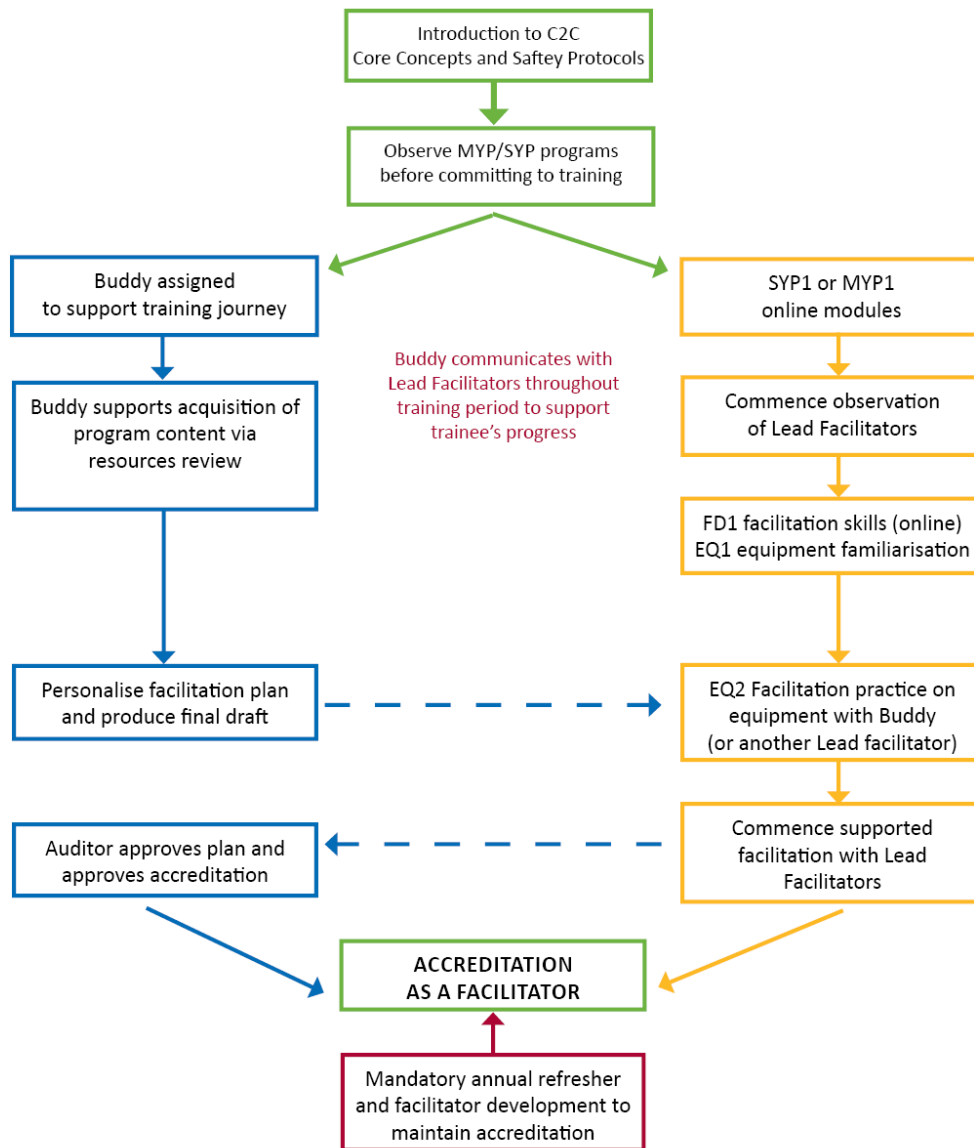 Introduction to C2C
Core Concepts and Saftey Protocols
Observe MYP/SYP programs
before committing to training
Buddy assigned
to support training journey
SYP1 or MYP1
online modules
Buddy communicates with
Lead Facilitators throughout
training period to support
trainee’s progress
Buddy supports acquisition of
program content via
resources review
Commence observation
of Lead Facilitators
FD1 facilitation skills (online)
EQ1 equipment familiarisation
Personalise facilitation plan
and produce final draft
EQ2 Facilitation practice on
equipment with Buddy
(or another Lead facilitator)
Auditor approves plan and
approves accreditation
Commence supported
facilitation with Lead
Facilitators
ACCREDITATION
AS A FACILITATOR
Mandatory annual refresher
and facilitator development to
maintain accreditation